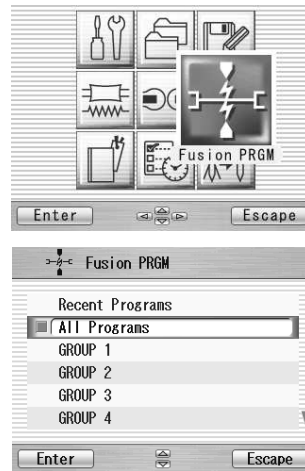 Fusion PRGM
Enter Escape
Fusion PRGM
Recent Programs
All Programs
GROUP 1
GROUP 2
GROUP 3
GROUP 4
Enter Escape